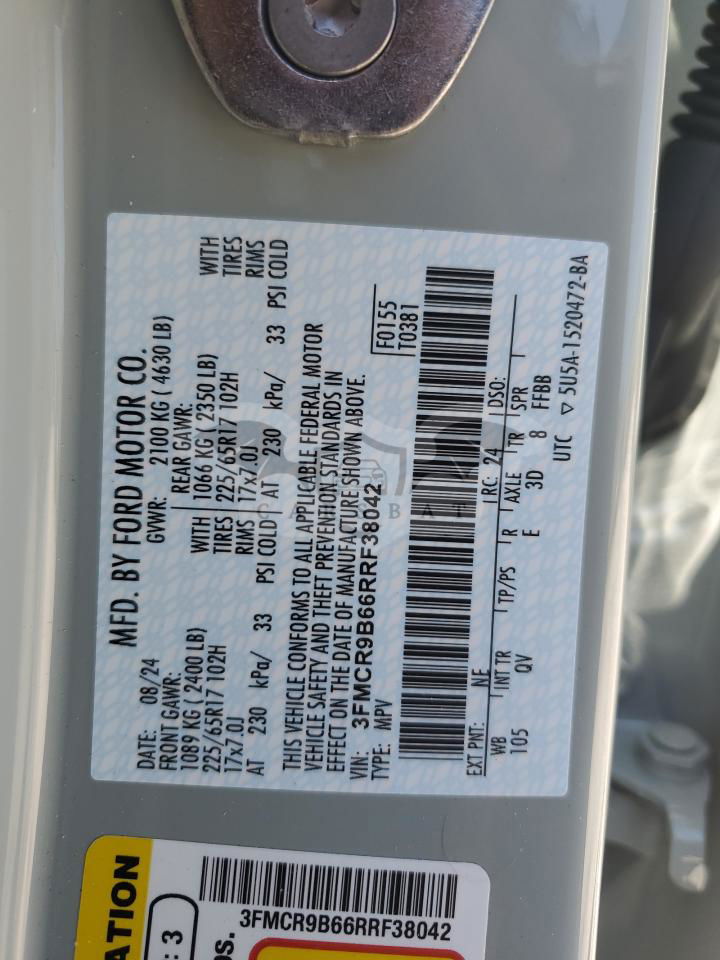 MFD. BY FORD MOTOR CO.
DATE: 08/24 GVWR: 2100 KG ( 4630 LB)
FRONT GAWR: REAR GAWR:
1089 KG ( 2400 LB) WITH 1066 KG ( 2350 LB) WITH
225/65R17 102H TIRES 225/65R17 102H TIRES
17x7.0J RIMS 17x7.0J RIMS
AT 230 kPa/ 33 PSI COLD AT 230 kPa/ 33 PSI COLD
THIS VEHICLE CONFORMS TO ALL APPLICABLE FEDERAL MOTOR
VEHICLE SAFETY AND THEFT PREVENTION STANDARDS IN
EFFECT ON THE DATE OF MANUFACTURE SHOWN ABOVE.
VIN: 3FMCR9B66RRF38042 F0155
TYPE: MPV T0381
EXT PNT: NE RC: 24 DSO:
WB INT TR TP/PS R AXLE TR SPR
105 QV E 3D 8 FFBB
UTC ▽ 5U5A-1520472-BA
3FMCR9B66RRF38042
: 3